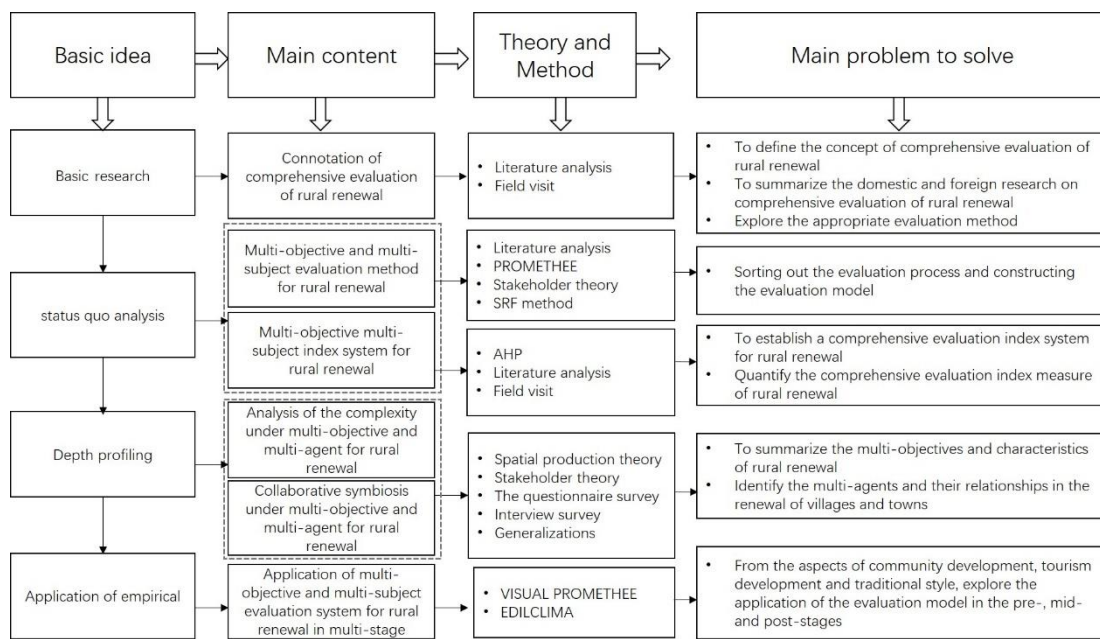 Basic idea
Main content
Theory and
Method
Main problem to solve
Basic research
Connotation of
comprehensive evaluation
of rural renewal
• Literature analysis
• Field visit
• To define the concept of comprehensive evaluation of
rural renewal
• To summarize the domestic and foreign research on
comprehensive evaluation of rural renewal
• Explore the appropriate evaluation method
status quo analysis
Multi-objective and multi-
subject evaluation method
for rural renewal
• Literature analysis
• PROMETHEE
• Stakeholder theory
• SRF method
• Sorting out the evaluation process and constructing
the evaluation model
Multi-objective multi-
subject index system for
rural renewal
• AHP
• Literature analysis
• Field visit
• To establish a comprehensive evaluation index system
for rural renewal
• Quantify the comprehensive evaluation index measure
of rural renewal
Depth profiling
Analysis of the complexity
under multi-objective and
multi-agent for rural
renewal
Collaborative symbiosis
under multi-objective and
multi-agent for rural
renewal
• Spatial production theory
• Stakeholder theory
• The questionnaire survey
• Interview survey
• Generalizations
• To summarize the multi-objectives and characteristics
of rural renewal
• Identify the multi-agents and their relationships in the
renewal of villages and towns
Application of empirical
Application of multi-
objective and multi-subject
evaluation system for rural
renewal in multi-stage
• VISUAL PROMETHEE
• EDILCLIMA
• From the aspects of community development, tourism
development and traditional style, explore the
application of the evaluation model in the pre-, mid-
and post-stages